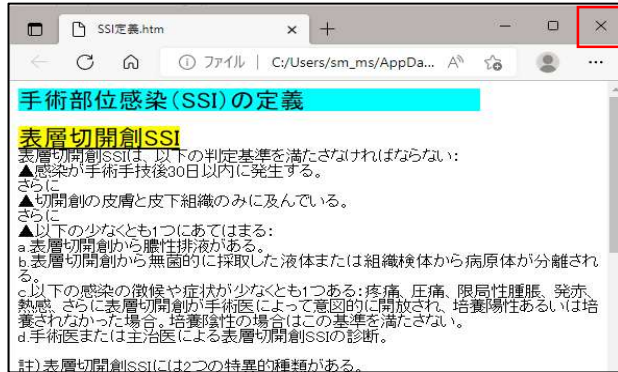 SSI定義.htm
ファイル | C:/Users/sm_ms/AppDa...
手術部位感染(SSI)の定義
表層切開創SSI
表層切開創SSIは、以下の判定基準を満たさなければならない:
▲感染が手術手技後30日以内に発生する。
さらに
▲切開創の皮膚と皮下組織のみに及んでいる。
さらに
▲以下の少なくとも1つにあてはまる:
a.表層切開創から膿性排液がある。
b.表層切開創から無菌的に採取した液体または組織検体から病原体が分離され
る。
c.以下の感染の徴候や症状が少なくとも1つある:疼痛、圧痛、限局性腫脹、発赤、
熱感、さらに表層切開創が手術医によって意図的に開放され、培養陽性あるいは培
養されなかった場合。培養陰性の場合はこの基準を満たさない。
d.手術医または主治医による表層切開創SSIの診断。
註)表層切開創SSIには2つの特異的種類がある。